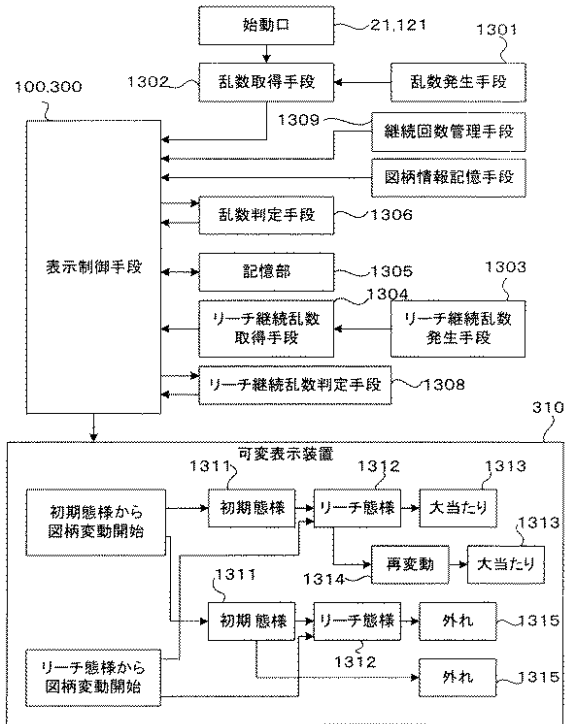 始動口
21,121
1301
1302
乱数取得手段
乱数発生手段
100,300
1309
継続回数管理手段
図柄情報記憶手段
乱数判定手段
1306
表示制御手段
記憶部
1305
1304
1303
リーチ継続乱数
取得手段
リーチ継続乱数
発生手段
リーチ継続乱数判定手段
1308
310
可変表示装置
1311
1312
1313
初期態様から
図柄変動開始
初期態様
リーチ態様
大当たり
1313
再変動
大当たり
1314
1311
初期態様
リーチ態様
外れ
1315
1312
リーチ態様から
図柄変動開始
外れ
1315